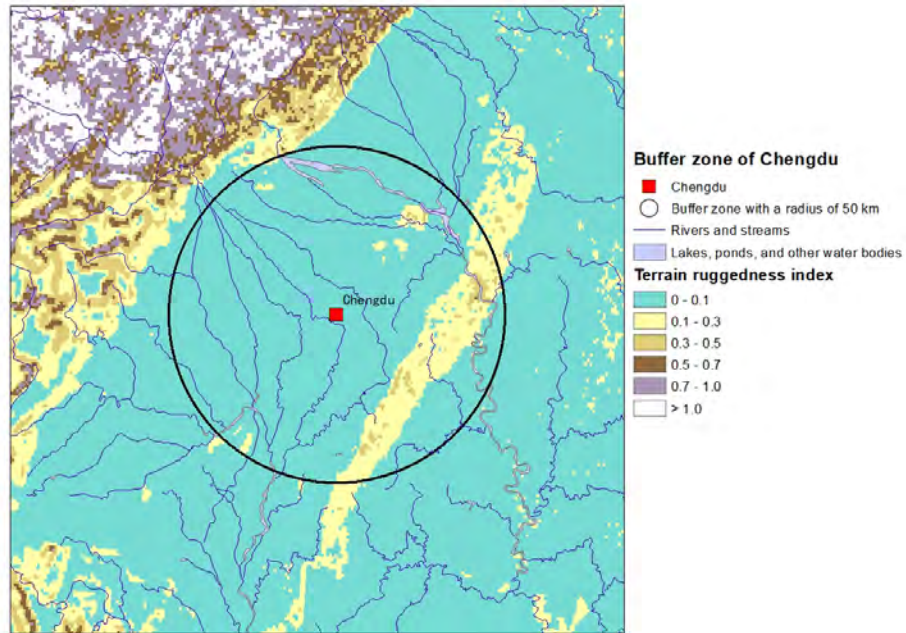 Chengdu
Buffer zone of Chengdu
Chengdu
Buffer zone with a radius of 50 km
Rivers and streams
Lakes, ponds, and other water bodies
Terrain ruggedness index
0 - 0.1
0.1 - 0.3
0.3 - 0.5
0.5 - 0.7
0.7 - 1.0
> 1.0